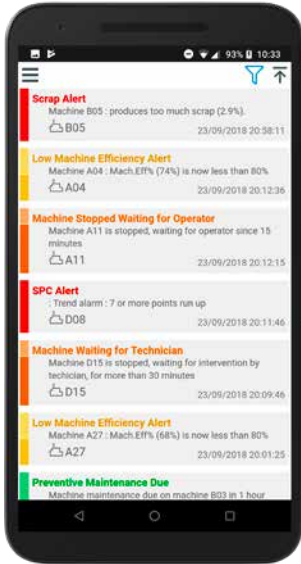 93% 10:33
Scrap Alert
Machine B05 : produces too much scrap (2.9%).
B05 23/09/2018 20:58:11
Low Machine Efficiency Alert
Machine A04 : Mach.Eff% (74%) is now less than 80%
A04 23/09/2018 20:12:36
Machine Stopped Waiting for Operator
Machine A11 is stopped, waiting for operator since 15
minutes
A11 23/09/2018 20:12:15
SPC Alert
: Trend alarm : 7 or more points run up
D08 23/09/2018 20:11:46
Machine Waiting for Technician
Machine D15 is stopped, waiting for intervention by
techician, for more than 30 minutes
D15 23/09/2018 20:09:46
Low Machine Efficiency Alert
Machine A27 : Mach.Eff% (68%) is now less than 80%
A27 23/09/2018 20:01:25
Preventive Maintenance Due
Machine maintenance due on machine B03 in 1 hour